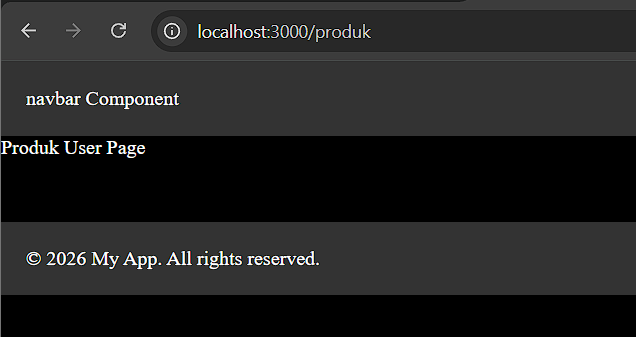 localhost:3000/produk
navbar Component
Produk User Page
© 2026 My App. All rights reserved.